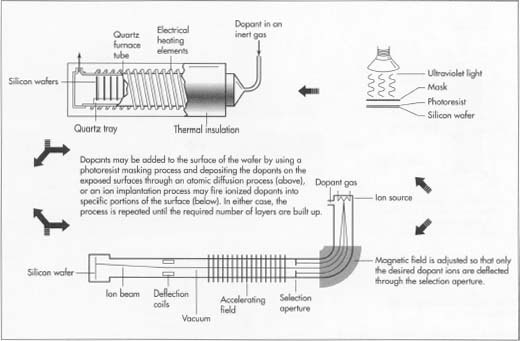 Quartz
furnace
tube
Electrical
heating
elements
Dopant in an
inert gas
Silicon wafers
Quartz tray
Thermal insulation
Ultraviolet light
Mask
Photoresist
Silicon wafer
Dopants may be added to the surface of the wafer by using a
photoresist masking process and depositing the dopants on the
exposed surfaces through an atomic diffusion process (above),
or an ion implantation process may fire ionized dopants into
specific portions of the surface (below). In either case, the
process is repeated until the required number of layers are built up.
Dopant gas
Ion source
Silicon wafer
Ion beam
Deflection
coils
Vacuum
Accelerating
field
Selection
aperture
Magnetic field is adjusted so that only
the desired dopant ions are deflected
through the selection aperture.